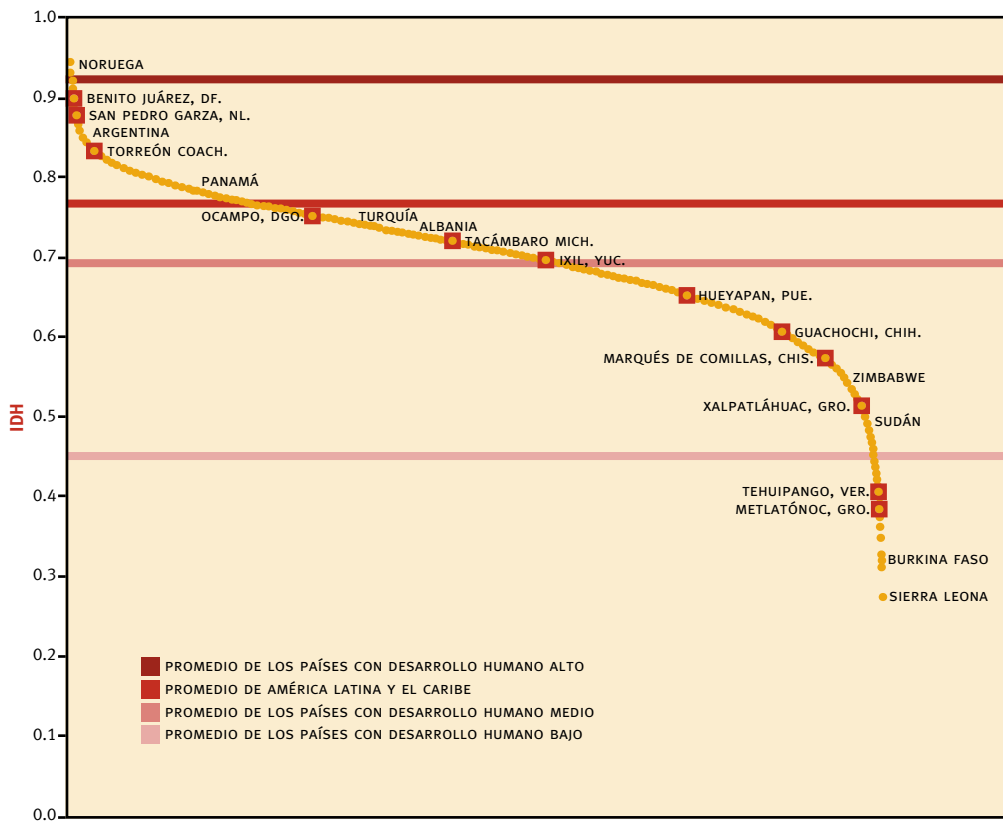 1.0
NORUEGA
0.9
BENITO JUÁREZ, DF.
SAN PEDRO GARZA, NL.
ARGENTINA
TORREÓN COACH.
0.8
PANAMÁ
OCAMPO, DGO.
TURQUÍA
ALBANIA
TACÁMBARO MICH.
0.7
IXIL, YUC.
HUEYAPAN, PUE.
0.6
GUACHOCHI, CHIH.
MARQUÉS DE COMILLAS, CHIS.
ZIMBABWE
XALPATLÁHUAC, GRO.
0.5
SUDÁN
IDH
0.4
TEHUIPANGO, VER.
METLATÓNOC, GRO.
BURKINA FASO
0.3
SIERRA LEONA
0.2
PROMEDIO DE LOS PAÍSES CON DESARROLLO HUMANO ALTO
PROMEDIO DE AMÉRICA LATINA Y EL CARIBE
PROMEDIO DE LOS PAÍSES CON DESARROLLO HUMANO MEDIO
PROMEDIO DE LOS PAÍSES CON DESARROLLO HUMANO BAJO
0.1
0.0